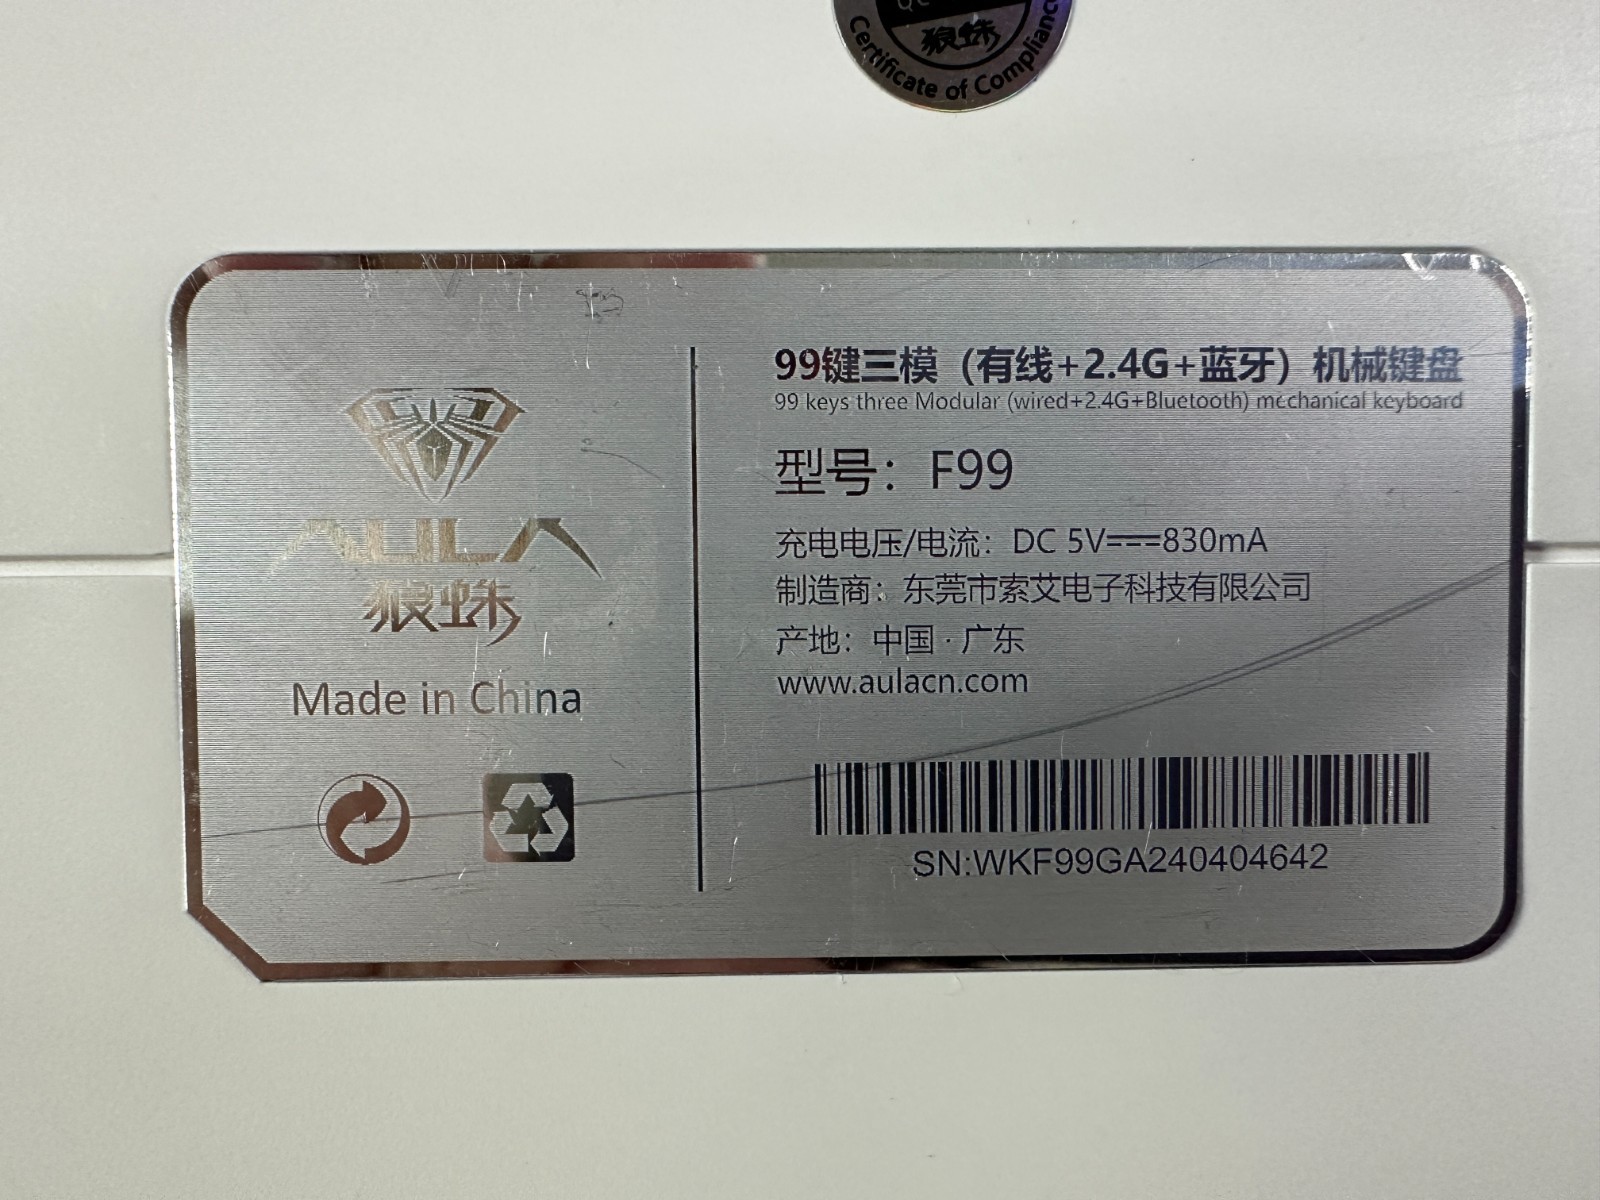 QC
狼蛛
Certificate of Compliance
AULA
狼蛛
Made in China
99键三模（有线+2.4G+蓝牙）机械键盘
99 keys three Modular (wired+2.4G+Bluetooth) mechanical keyboard
型号：F99
充电电压/电流：DC 5V⎓830mA
制造商：东莞市索艾电子科技有限公司
产地：中国·广东
www.aulacn.com
SN:WKF99GA240404642